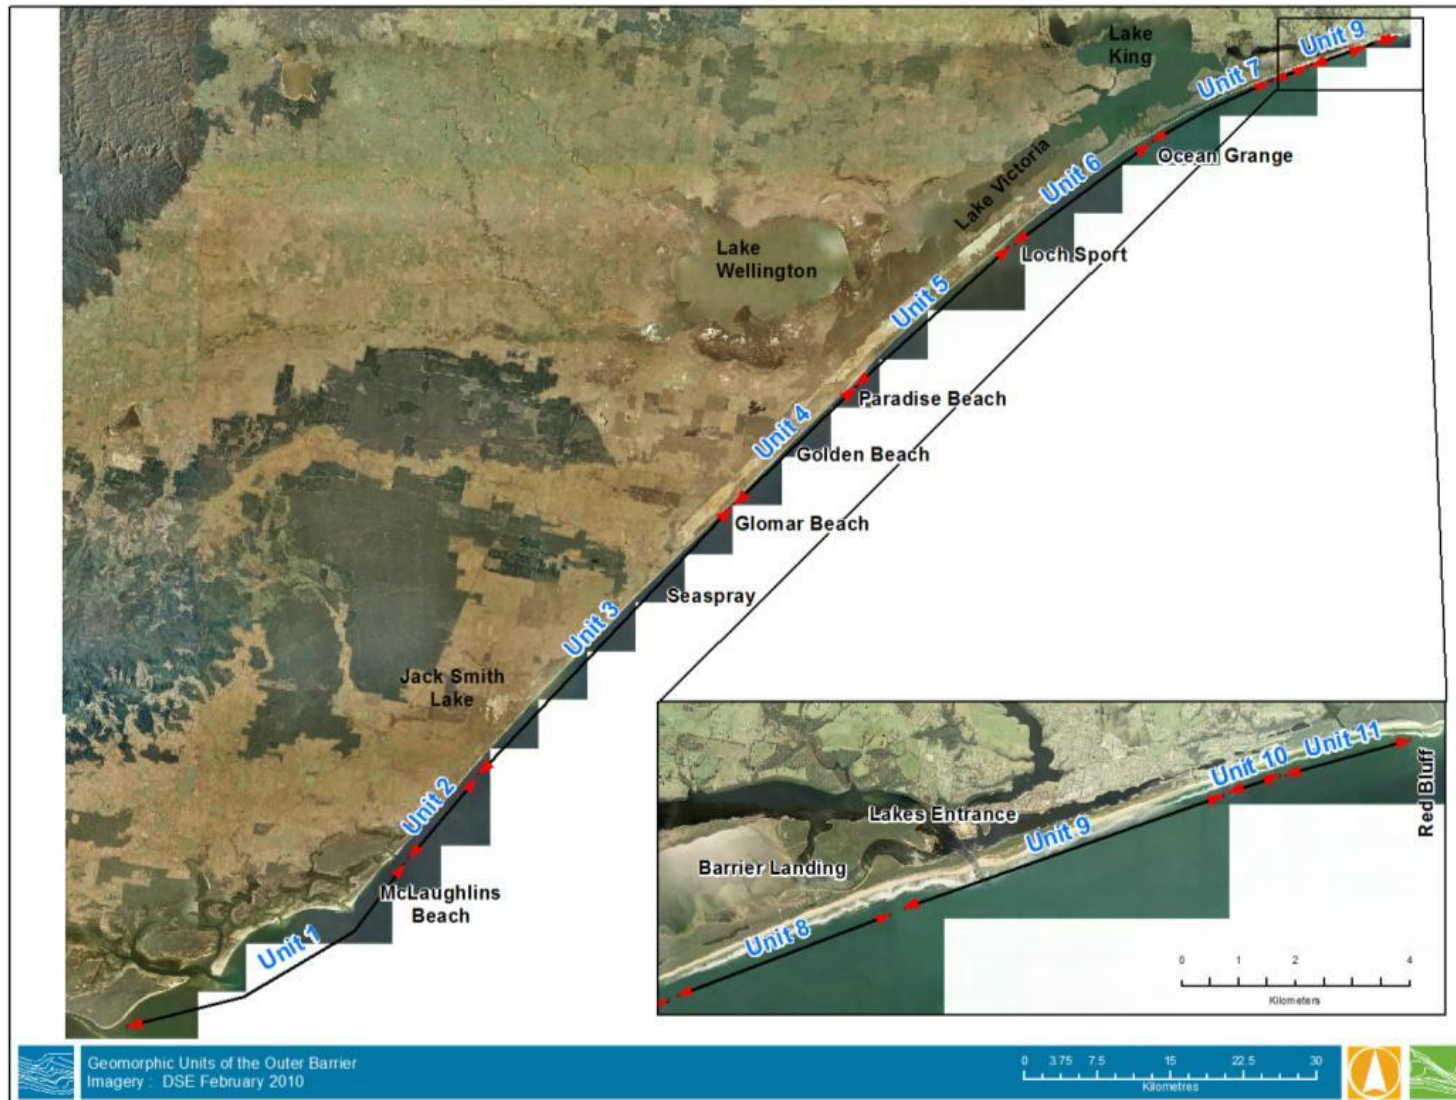 Lake
King
Unit 9
Unit 7
Ocean Grange
Unit 6
Lake Victoria
Lake
Wellington
Loch Sport
Unit 5
Paradise Beach
Unit 4
Golden Beach
Glomar Beach
Seaspray
Unit 3
Jack Smith
Lake
Unit 2
McLaughlins
Beach
Unit 1
Unit 11
Unit 10
Red Bluff
Lakes Entrance
Unit 9
Barrier Landing
Unit 8
0 1 2 4
Kilometers
Geomorphic Units of the Outer Barrier
Imagery : DSE February 2010
0 3.75 7.5 15 22.5 30
Kilometres